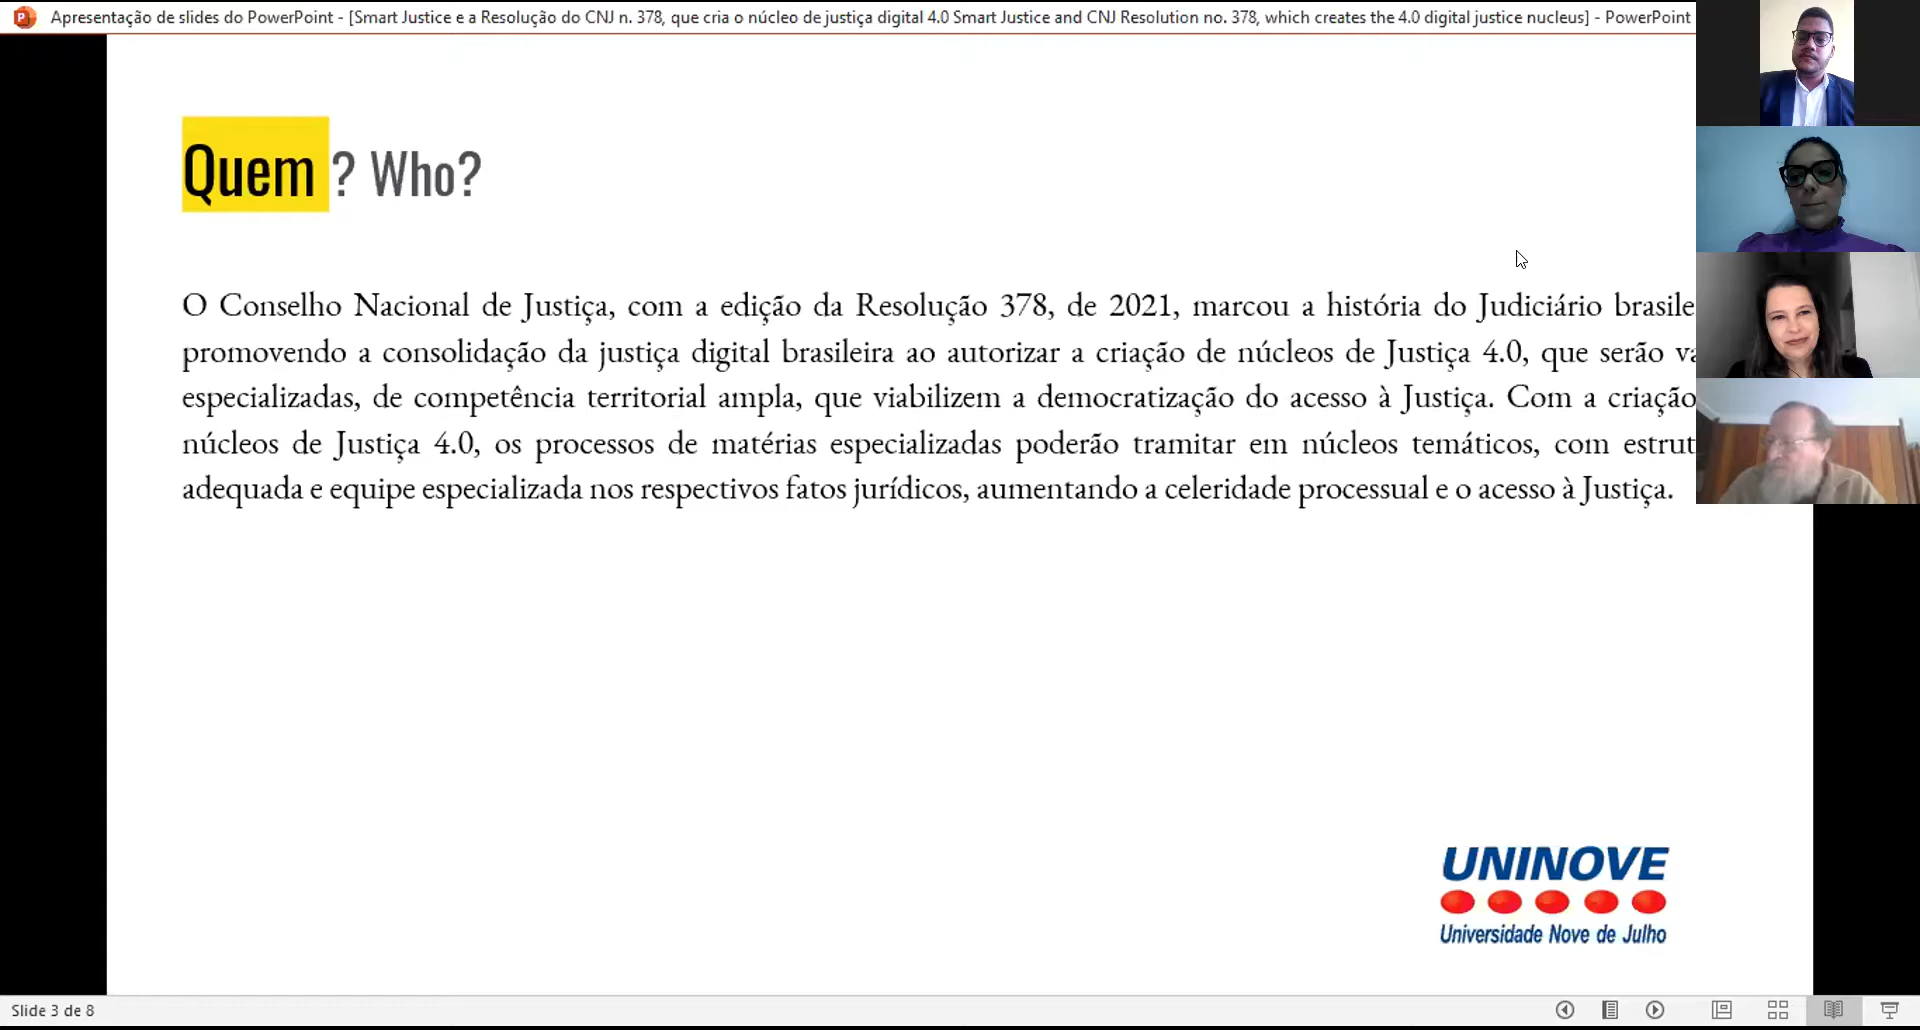 Apresentação de slides do PowerPoint - [Smart Justice e a Resolução do CNJ n. 378, que cria o núcleo de justiça digital 4.0 Smart Justice and CNJ Resolution no. 378, which creates the 4.0 digital justice nucleus] - PowerPoint
Quem ? Who?
O Conselho Nacional de Justiça, com a edição da Resolução 378, de 2021, marcou a história do Judiciário brasile
promovendo a consolidação da justiça digital brasileira ao autorizar a criação de núcleos de Justiça 4.0, que serão va
especializadas, de competência territorial ampla, que viabilizem a democratização do acesso à Justiça. Com a criação
núcleos de Justiça 4.0, os processos de matérias especializadas poderão tramitar em núcleos temáticos, com estrut
adequada e equipe especializada nos respectivos fatos jurídicos, aumentando a celeridade processual e o acesso à Justiça.
UNINOVE
Universidade Nove de Julho
Slide 3 de 8